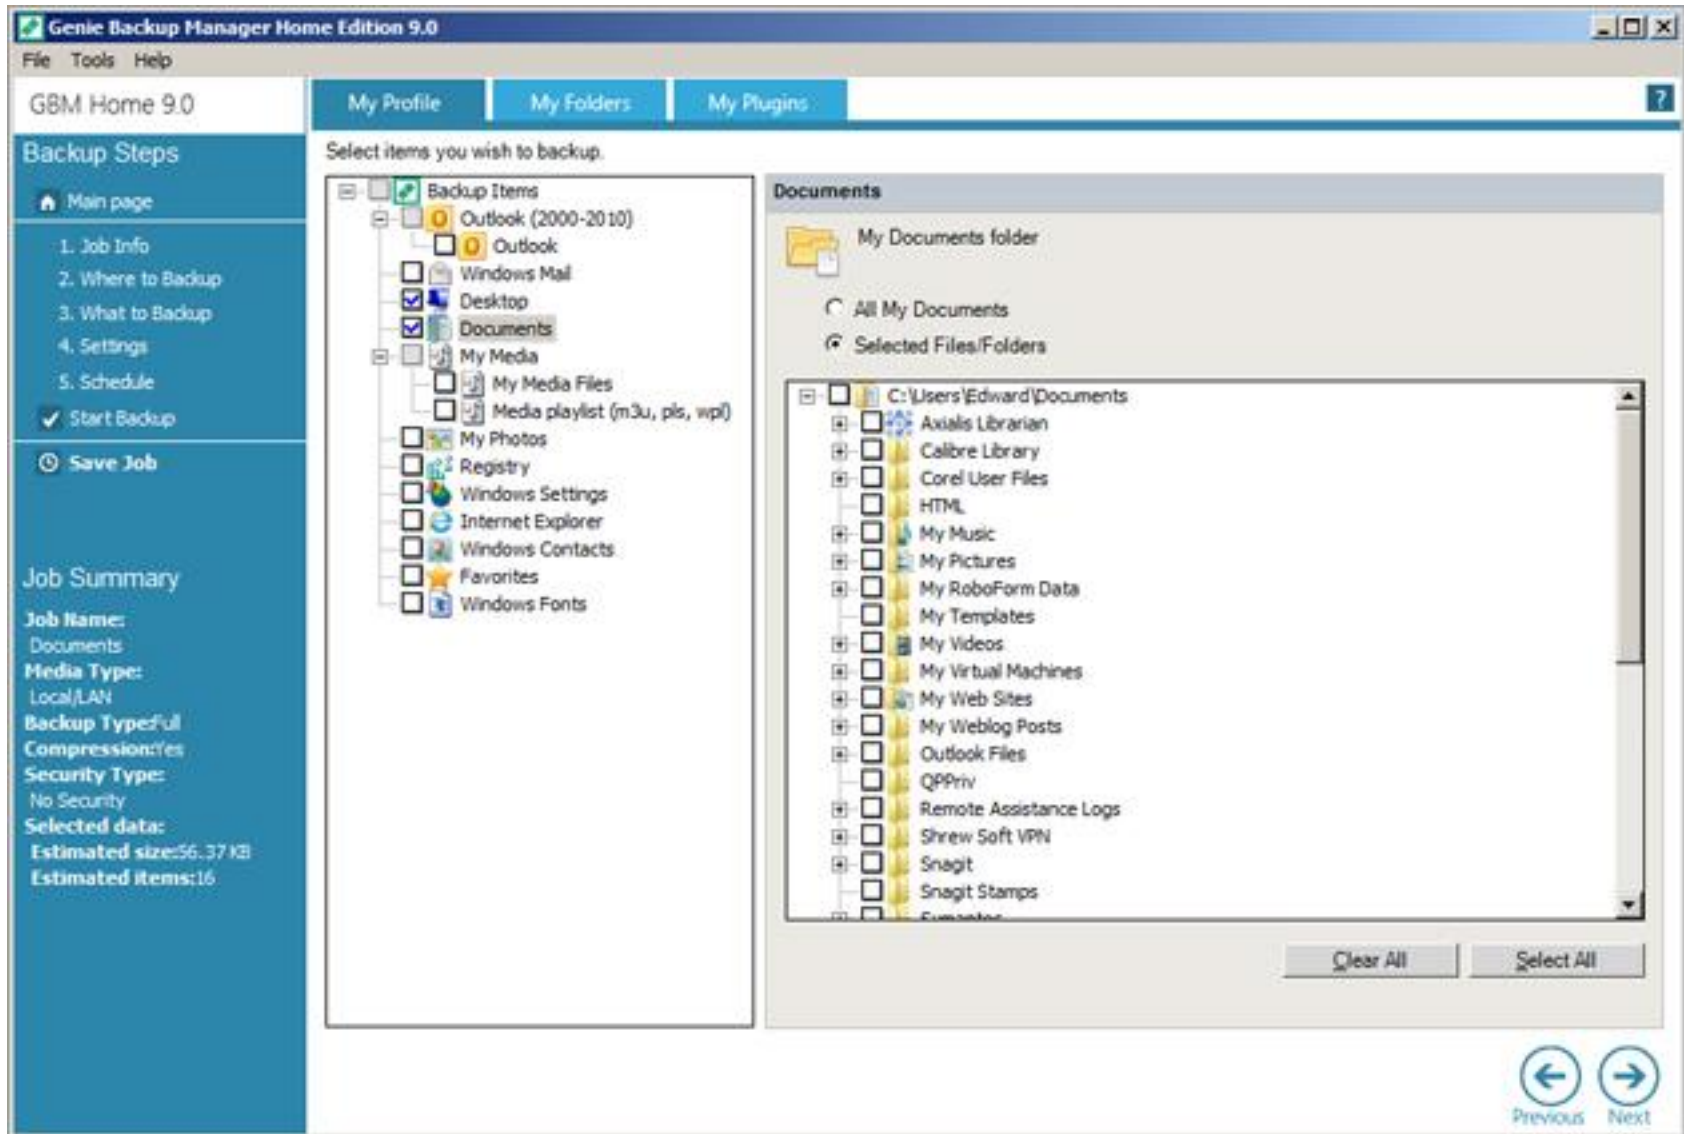 Genie Backup Manager Home Edition 9.0
File Tools Help
GBM Home 9.0
My Profile My Folders My Plugins
?
Backup Steps
Main page
1. Job Info
2. Where to Backup
3. What to Backup
4. Settings
5. Schedule
Start Backup
Save Job
Job Summary
Job Name:
Documents
Media Type:
Local/LAN
Backup Type:Full
Compression:Yes
Security Type:
No Security
Selected data:
Estimated size:56.37 KB
Estimated items:16
Select items you wish to backup.
Backup Items
Outlook (2000-2010)
Outlook
Windows Mail
Desktop
Documents
My Media
My Media Files
Media playlist (m3u, pls, wpl)
My Photos
Registry
Windows Settings
Internet Explorer
Windows Contacts
Favorites
Windows Fonts
Documents
My Documents folder
All My Documents
Selected Files/Folders
C:\Users\Edward\Documents
Axialis Librarian
Calibre Library
Corel User Files
HTML
My Music
My Pictures
My RoboForm Data
My Templates
My Videos
My Virtual Machines
My Web Sites
My Weblog Posts
Outlook Files
QPPriv
Remote Assistance Logs
Shrew Soft VPN
Snagit
Snagit Stamps
Clear All Select All
Previous Next